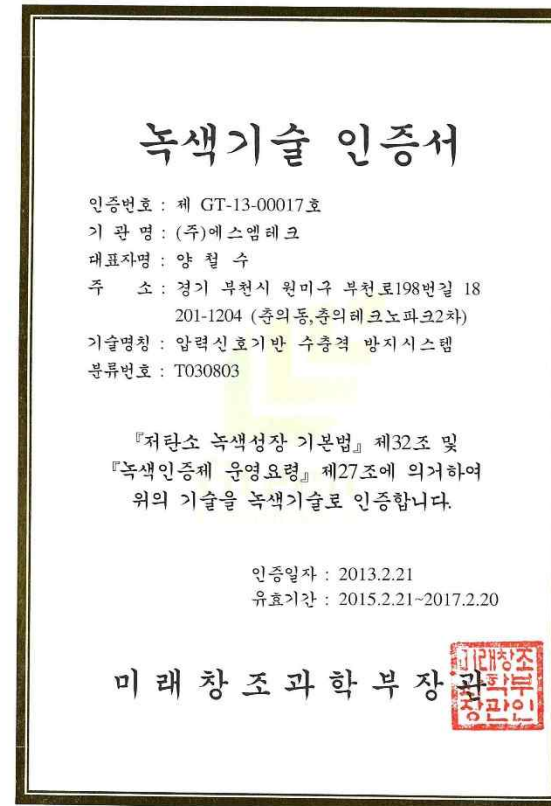 녹색기술 인증서
인증번호 : 제 GT-13-00017호
기 관 명 : (주)에스엠테크
대표자명 : 양 철 수
주 소 : 경기 부천시 원미구 부천로198번길 18
201-1204 (춘의동,춘의테크노파크2차)
기술명칭 : 압력신호기반 수충격 방지시스템
분류번호 : T030803
『저탄소 녹색성장 기본법』 제32조 및
『녹색인증제 운영요령』 제27조에 의거하여
위의 기술을 녹색기술로 인증합니다.
인증일자 : 2013.2.21
유효기간 : 2015.2.21~2017.2.20
미 래 창 조 과 학 부 장 관
미래창조
과학부
장관인